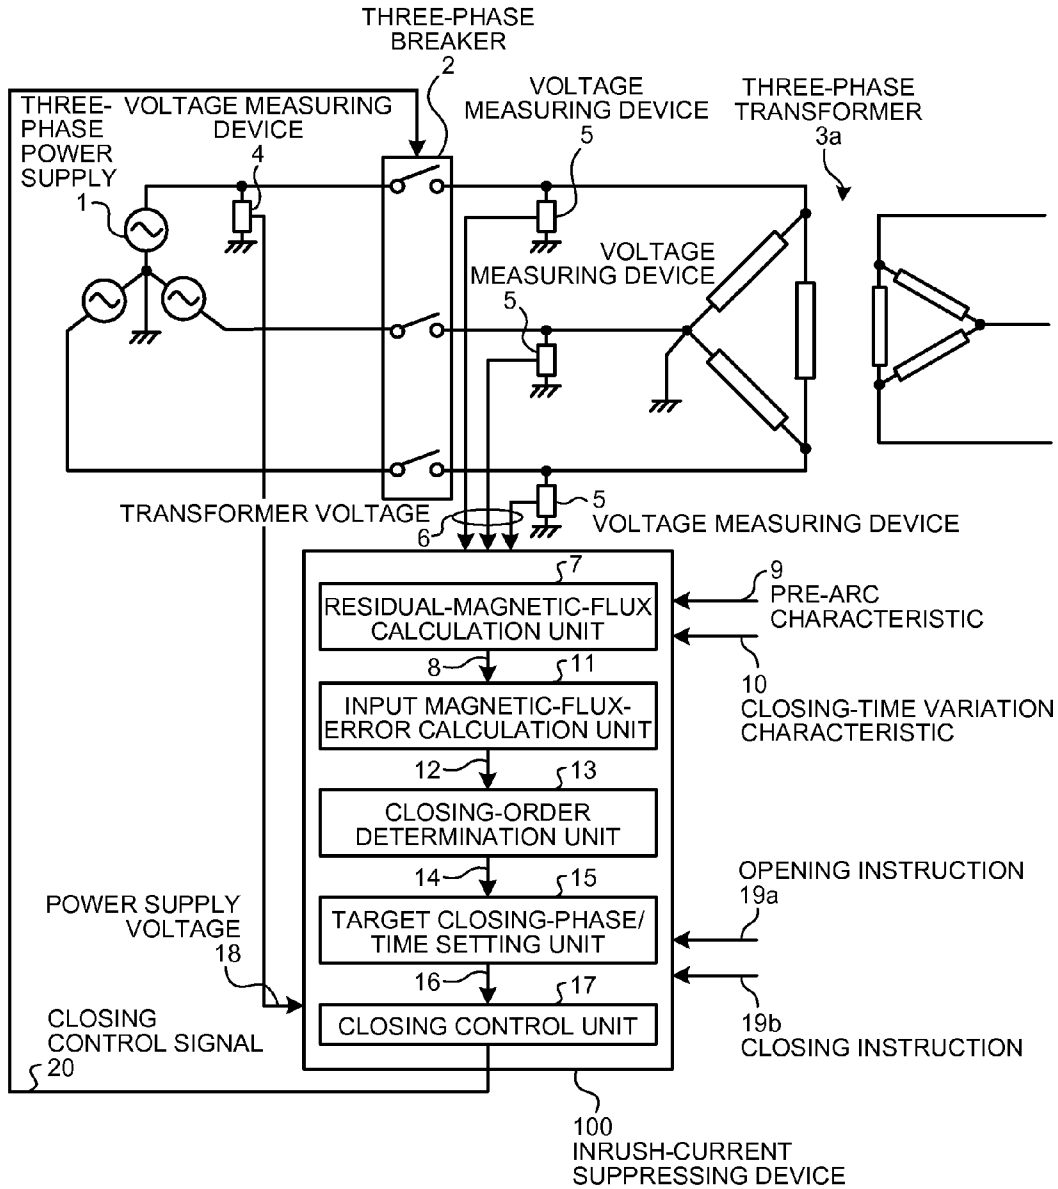 THREE-PHASE
BREAKER
2
THREE-
PHASE
POWER
SUPPLY
1
VOLTAGE MEASURING
DEVICE
4
VOLTAGE
MEASURING DEVICE
5
THREE-PHASE
TRANSFORMER
3a
VOLTAGE
MEASURING DEVICE
5
TRANSFORMER VOLTAGE
6
5
VOLTAGE MEASURING DEVICE
7
RESIDUAL-MAGNETIC-FLUX
CALCULATION UNIT
9
PRE-ARC
CHARACTERISTIC
8
11
10
CLOSING-TIME VARIATION
CHARACTERISTIC
INPUT MAGNETIC-FLUX-
ERROR CALCULATION UNIT
12
13
CLOSING-ORDER
DETERMINATION UNIT
14
15
OPENING INSTRUCTION
19a
POWER SUPPLY
VOLTAGE
18
TARGET CLOSING-PHASE/
TIME SETTING UNIT
16
17
CLOSING CONTROL UNIT
19b
CLOSING INSTRUCTION
CLOSING
CONTROL SIGNAL
20
100
INRUSH-CURRENT
SUPPRESSING DEVICE